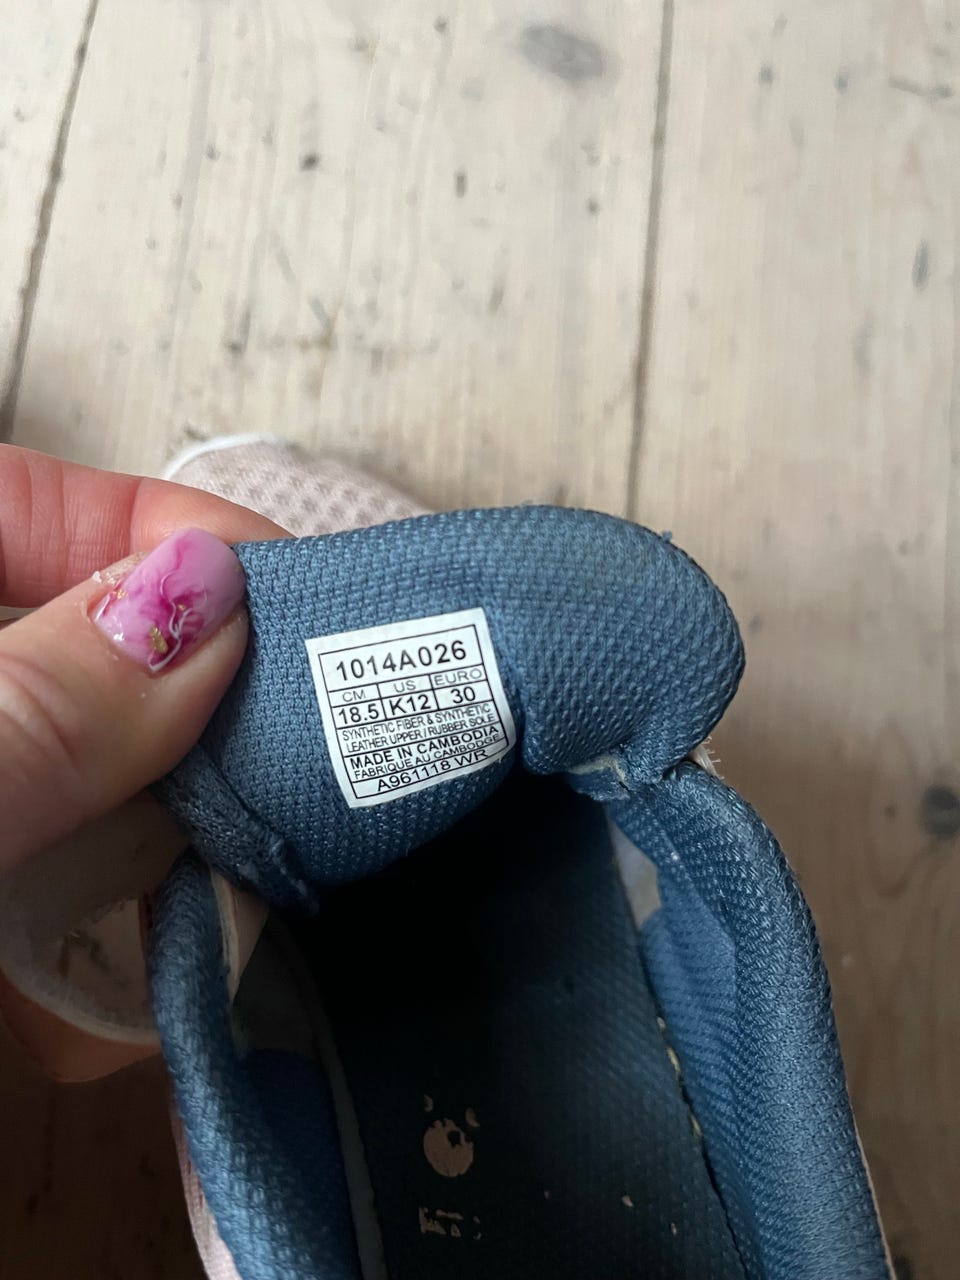 1014A026
CM US EURO
18.5 K12 30
SYNTHETIC FIBER & SYNTHETIC
LEATHER UPPER / RUBBER SOLE
MADE IN CAMBODIA
FABRIQUE AU CAMBODGE
A961118 WR